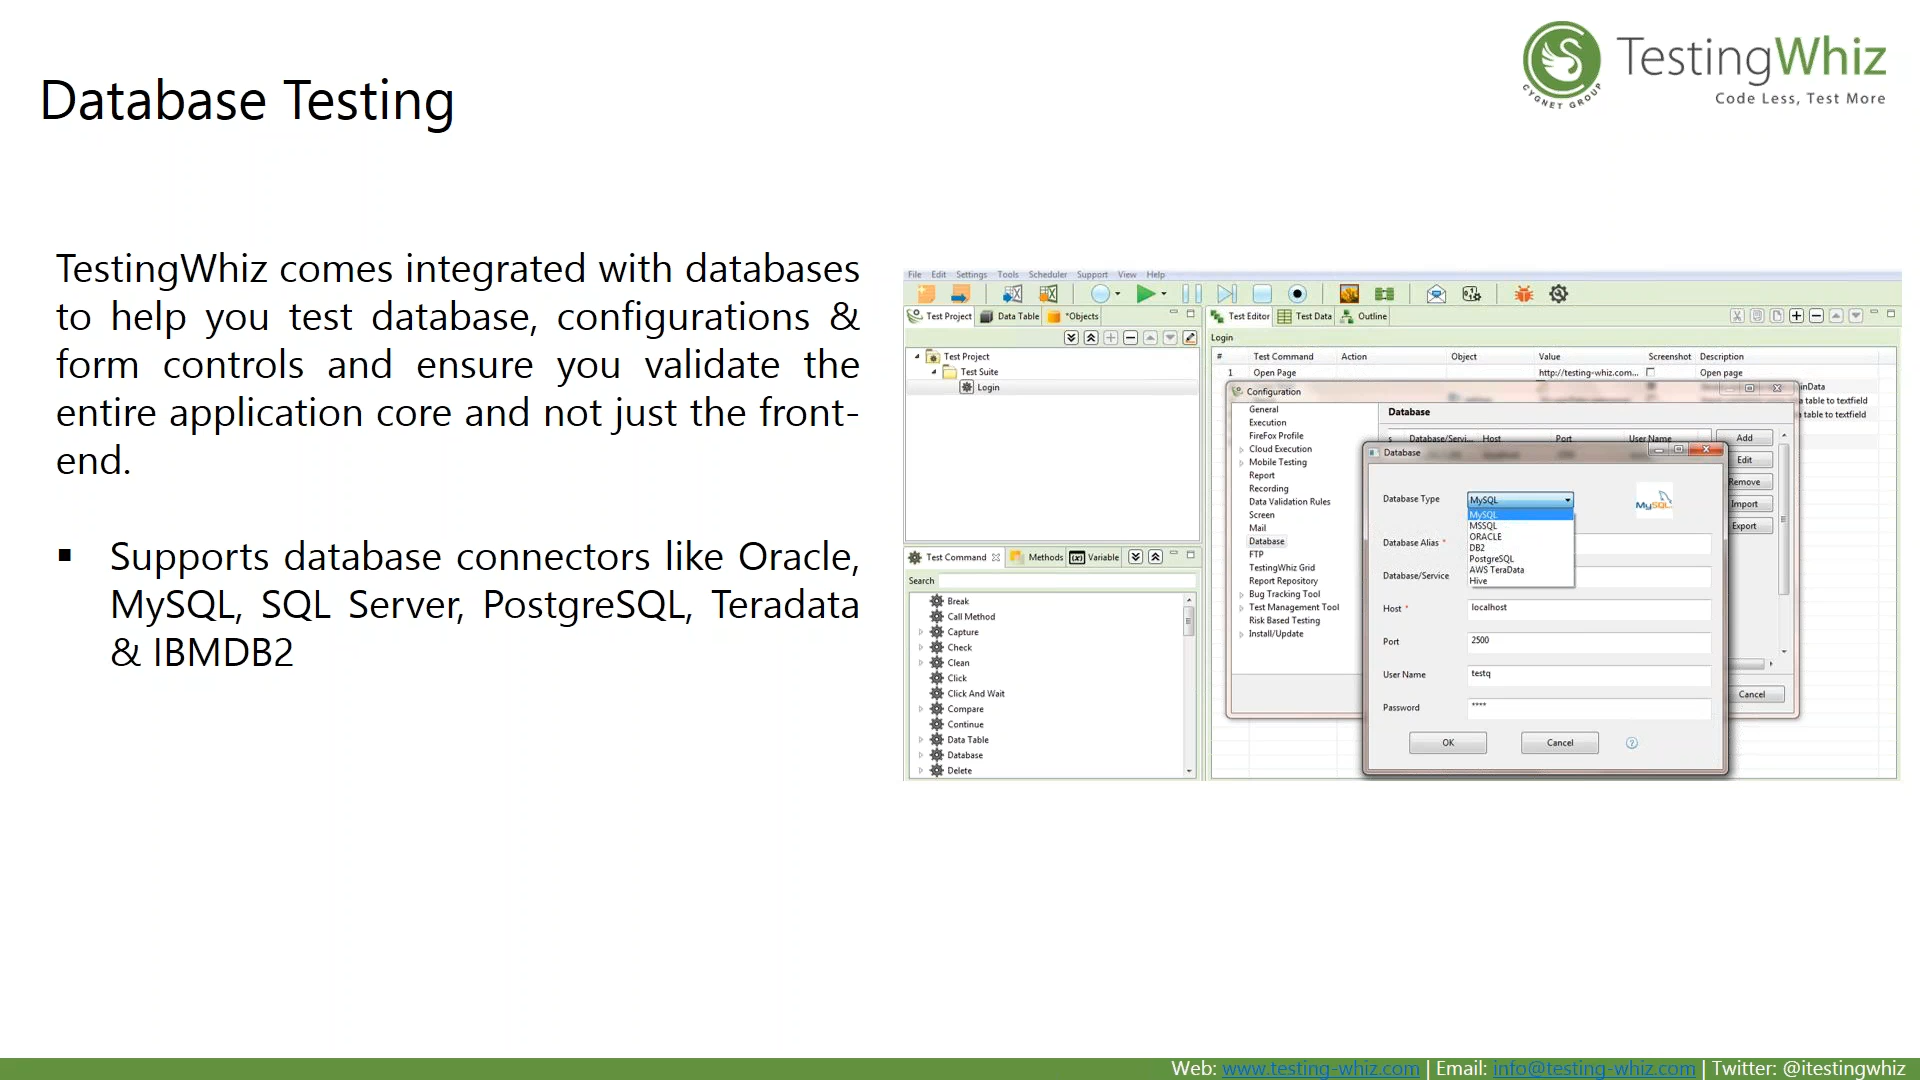 Database Testing
CYGNET GROUP
TestingWhiz
Code Less, Test More
TestingWhiz comes integrated with databases
to help you test database, configurations &
form controls and ensure you validate the
entire application core and not just the front-
end.
▪ Supports database connectors like Oracle,
MySQL, SQL Server, PostgreSQL, Teradata
& IBMDB2
File Edit Settings Tools Scheduler Support View Help
Test Project Data Table *Objects
Test Project
Test Suite
Login
Test Command Methods Variable
Search
Break
Call Method
Capture
Check
Clean
Click
Click And Wait
Compare
Continue
Data Table
Database
Delete
Test Editor Test Data Outline
Login
# Test Command Action Object Value Screenshot Description
1 Open Page http://testing-whiz.com... Open page
inData
a table to textfield
a table to textfield
Configuration
General
Execution
FireFox Profile
Cloud Execution
Mobile Testing
Report
Recording
Data Validation Rules
Screen
Mail
Database
FTP
TestingWhiz Grid
Report Repository
Bug Tracking Tool
Test Management Tool
Risk Based Testing
Install/Update
Database
s Database/Servi... Host Port User Name
Add
Edit
Remove
Import
Export
Cancel
Database
Database Type MySQL
MySQL
MySQL
MSSQL
ORACLE
DB2
PostgreSQL
AWS TeraData
Hive
Database Alias *
Database/Service
Host * localhost
Port 2500
User Name testq
Password ****
OK Cancel
Web: www.testing-whiz.com | Email: info@testing-whiz.com | Twitter: @itestingwhiz